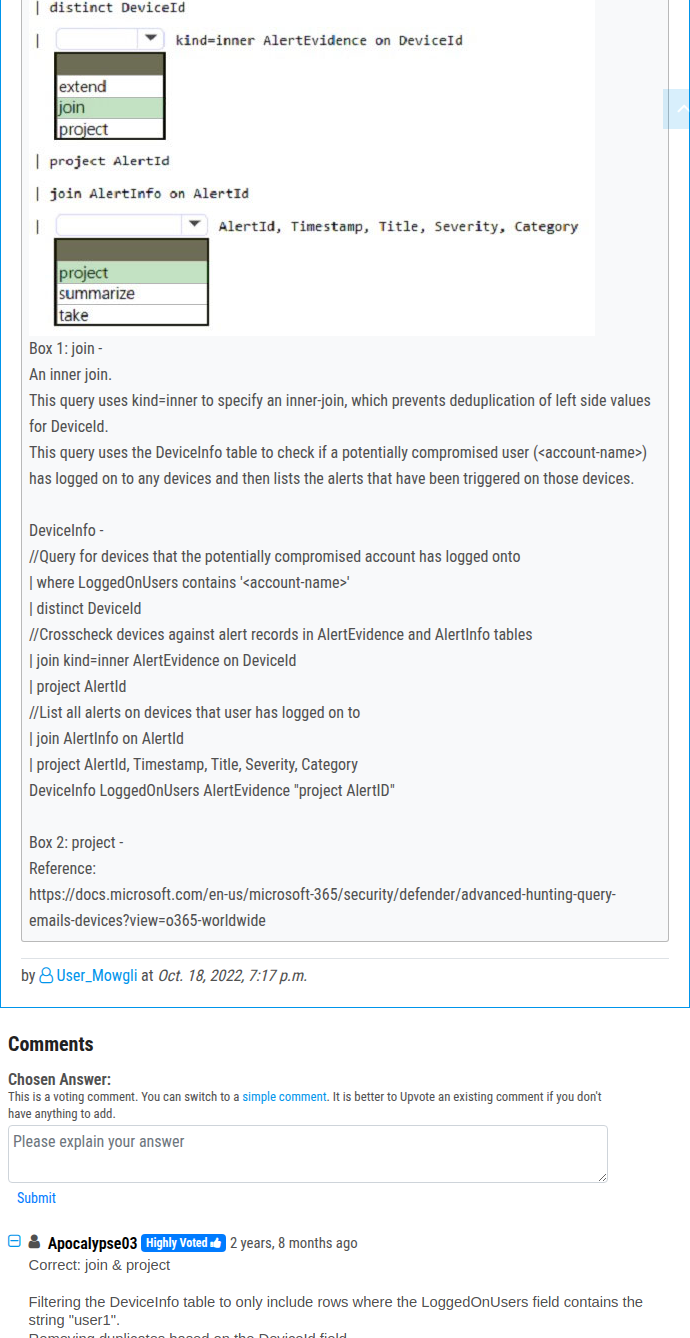 | distinct DeviceId
| kind=inner AlertEvidence on DeviceId
extend
join
project
| project AlertId
| join AlertInfo on AlertId
| AlertId, Timestamp, Title, Severity, Category
project
summarize
take
Box 1: join -
An inner join.
This query uses kind=inner to specify an inner-join, which prevents deduplication of left side values
for DeviceId.
This query uses the DeviceInfo table to check if a potentially compromised user (<account-name>)
has logged on to any devices and then lists the alerts that have been triggered on those devices.
DeviceInfo -
//Query for devices that the potentially compromised account has logged onto
| where LoggedOnUsers contains '<account-name>'
| distinct DeviceId
//Crosscheck devices against alert records in AlertEvidence and AlertInfo tables
| join kind=inner AlertEvidence on DeviceId
| project AlertId
//List all alerts on devices that user has logged on to
| join AlertInfo on AlertId
| project AlertId, Timestamp, Title, Severity, Category
DeviceInfo LoggedOnUsers AlertEvidence "project AlertID"
Box 2: project -
Reference:
https://docs.microsoft.com/en-us/microsoft-365/security/defender/advanced-hunting-query-
emails-devices?view=o365-worldwide
by User_Mowgli at Oct. 18, 2022, 7:17 p.m.
Comments
Chosen Answer:
This is a voting comment. You can switch to a simple comment. It is better to Upvote an existing comment if you don't
have anything to add.
Please explain your answer
Submit
Apocalypse03 Highly Voted 2 years, 8 months ago
Correct: join & project
Filtering the DeviceInfo table to only include rows where the LoggedOnUsers field contains the
string "user1".
Removing duplicates based on the DeviceId field